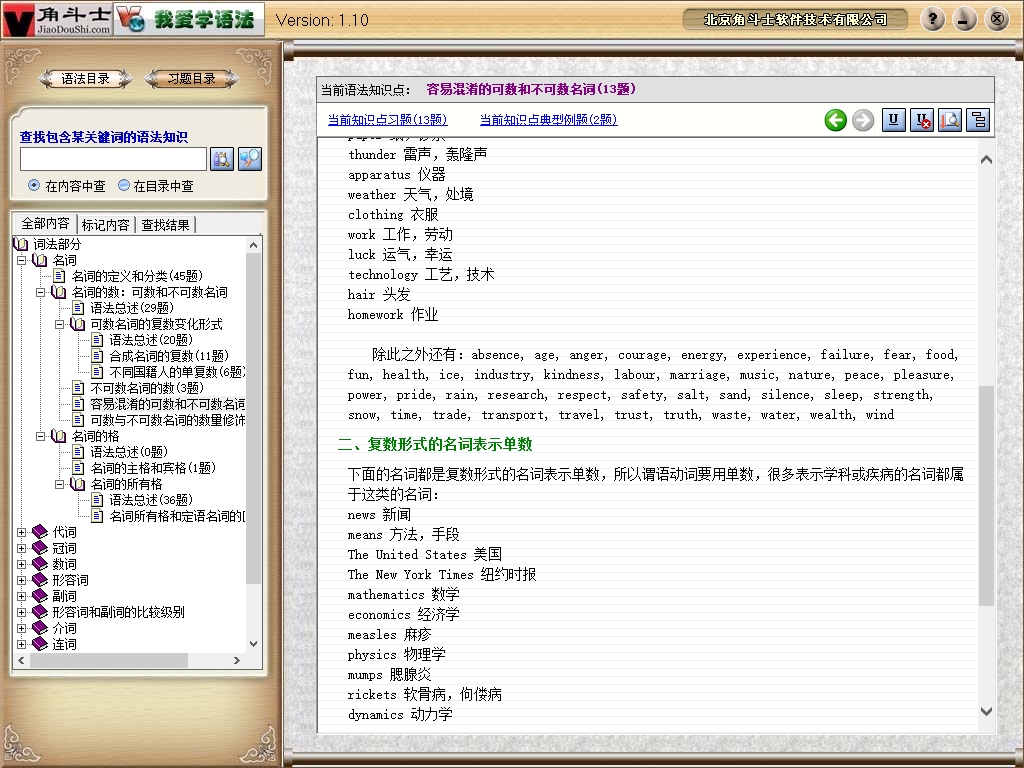 角斗士
JiaoDouShi.com
我爱学语法
Version: 1.10
北京角斗士软件技术有限公司
语法目录
习题目录
查找包含某关键词的语法知识
在内容中查
在目录中查
全部内容
标记内容
查找结果
词法部分
名词
名词的定义和分类(45题)
名词的数：可数和不可数名词
语法总述(29题)
可数名词的复数变化形式
语法总述(20题)
合成名词的复数(11题)
不同国籍人的单复数(6题)
不可数名词的数(3题)
容易混淆的可数和不可数名词
可数与不可数名词的数量修饰
名词的格
语法总述(0题)
名词的主格和宾格(1题)
名词的所有格
语法总述(36题)
名词所有格和定语名词的
代词
冠词
数词
形容词
副词
形容词和副词的比较级别
介词
连词
当前语法知识点：
容易混淆的可数和不可数名词(13题)
当前知识点习题(13题)
当前知识点典型例题(2题)
thunder 雷声，轰隆声
apparatus 仪器
weather 天气，处境
clothing 衣服
work 工作，劳动
luck 运气，幸运
technology 工艺，技术
hair 头发
homework 作业
除此之外还有：absence, age, anger, courage, energy, experience, failure, fear, food,
fun, health, ice, industry, kindness, labour, marriage, music, nature, peace, pleasure,
power, pride, rain, research, respect, safety, salt, sand, silence, sleep, strength,
snow, time, trade, transport, travel, trust, truth, waste, water, wealth, wind
二、复数形式的名词表示单数
下面的名词都是复数形式的名词表示单数，所以谓语动词要用单数，很多表示学科或疾病的名词都属
于这类的名词：
news 新闻
means 方法，手段
The United States 美国
The New York Times 纽约时报
mathematics 数学
economics 经济学
measles 麻疹
physics 物理学
mumps 腮腺炎
rickets 软骨病，佝偻病
dynamics 动力学